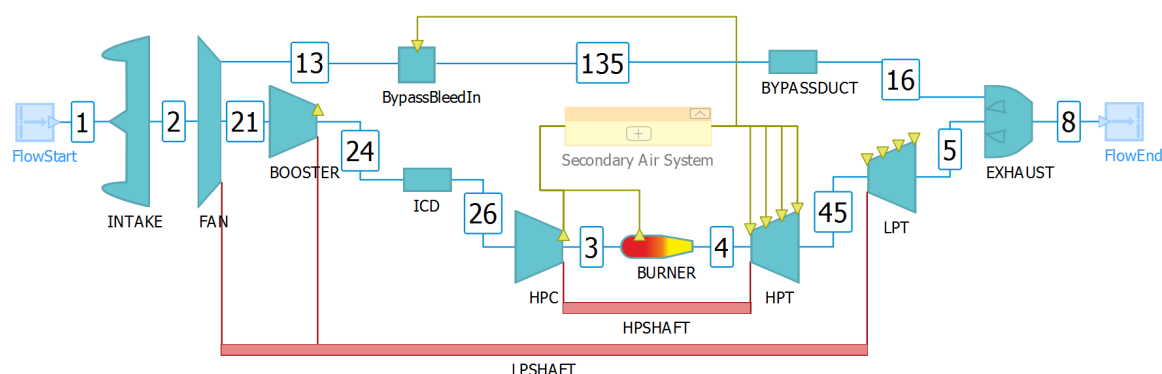 13
135
16
BypassBleedIn
BYPASSDUCT
1
2
21
8
FlowStart
24
Secondary Air System
5
FlowEnd
BOOSTER
EXHAUST
INTAKE
FAN
ICD
26
45
LPT
3
4
BURNER
HPC
HPT
HPSHAFT
LPSHAFT